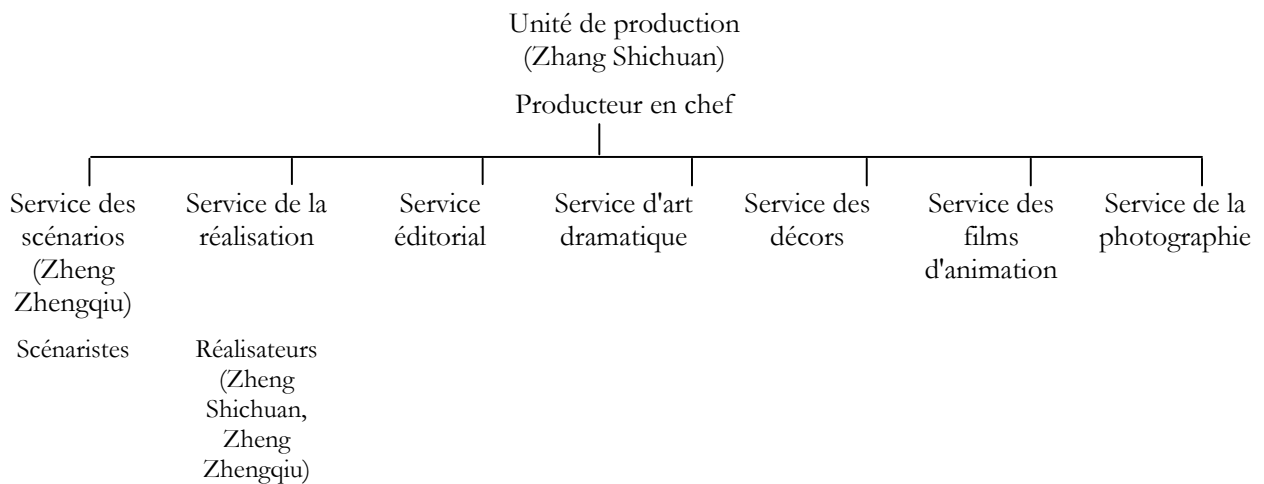 Unité de production
(Zhang Shichuan)
Producteur en chef
Service des
scénarios
(Zheng
Zhengqiu)
Service de la
réalisation
Service
éditorial
Service d'art
dramatique
Service des
décors
Service des
films
d'animation
Service de la
photographie
Scénaristes
Réalisateurs
(Zheng
Shichuan,
Zheng
Zhengqiu)